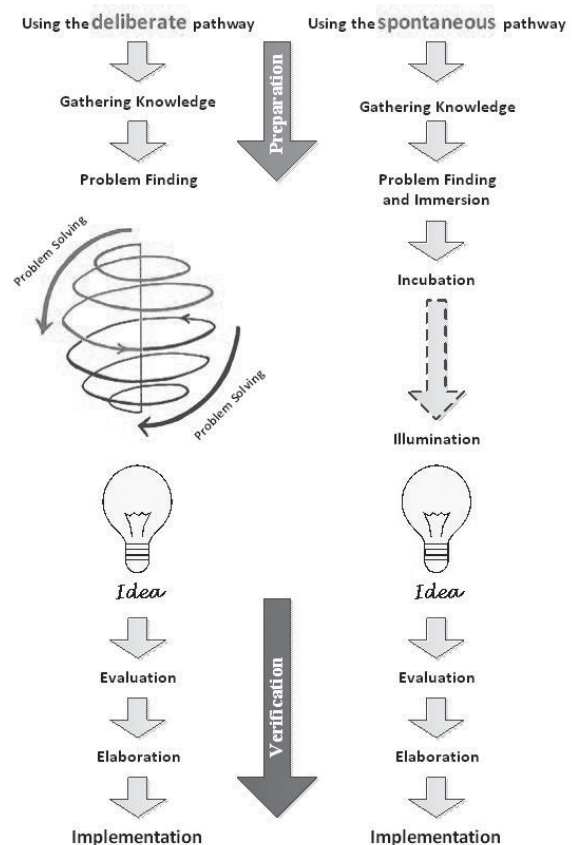 Using the deliberate pathway
Gathering Knowledge
Problem Finding
Problem Solving
Problem Solving
Idea
Evaluation
Elaboration
Implementation
Preparation
Verification
Using the spontaneous pathway
Gathering Knowledge
Problem Finding
and Immersion
Incubation
Illumination
Idea
Evaluation
Elaboration
Implementation